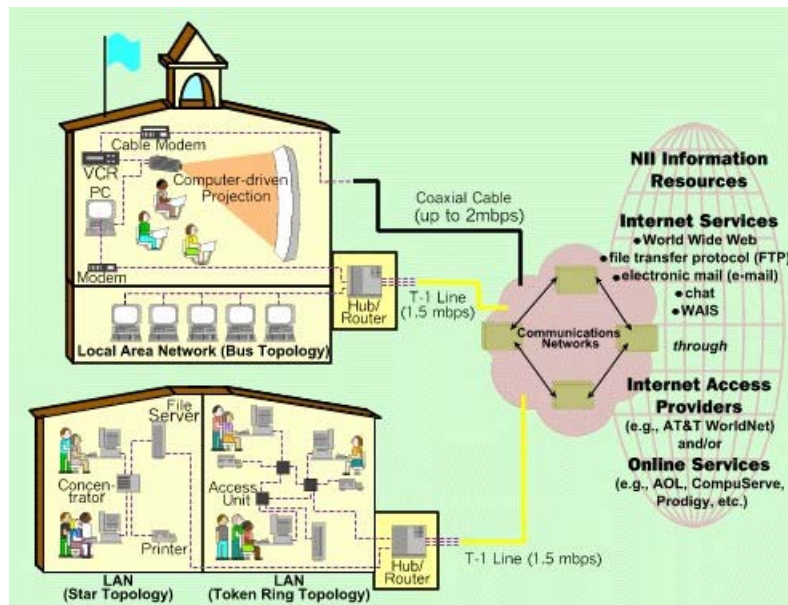 Cable Modem
VCR
PC
Computer-driven
Projection
Modem
Hub/
Router
Local Area Network (Bus Topology)
Coaxial Cable
(up to 2mbps)
T-1 Line
(1.5 mbps)
Communications
Networks
NII Information
Resources
Internet Services
•World Wide Web
•file transfer protocol (FTP)
•electronic mail (e-mail)
•chat
•WAIS
through
Internet Access
Providers
(e.g., AT&T WorldNet)
and/or
Online Services
(e.g., AOL, CompuServe,
Prodigy, etc.)
File
Server
Concen-
trator
Printer
LAN
(Star Topology)
Access
Unit
LAN
(Token Ring Topology)
Hub/
Router
T-1 Line (1.5 mbps)